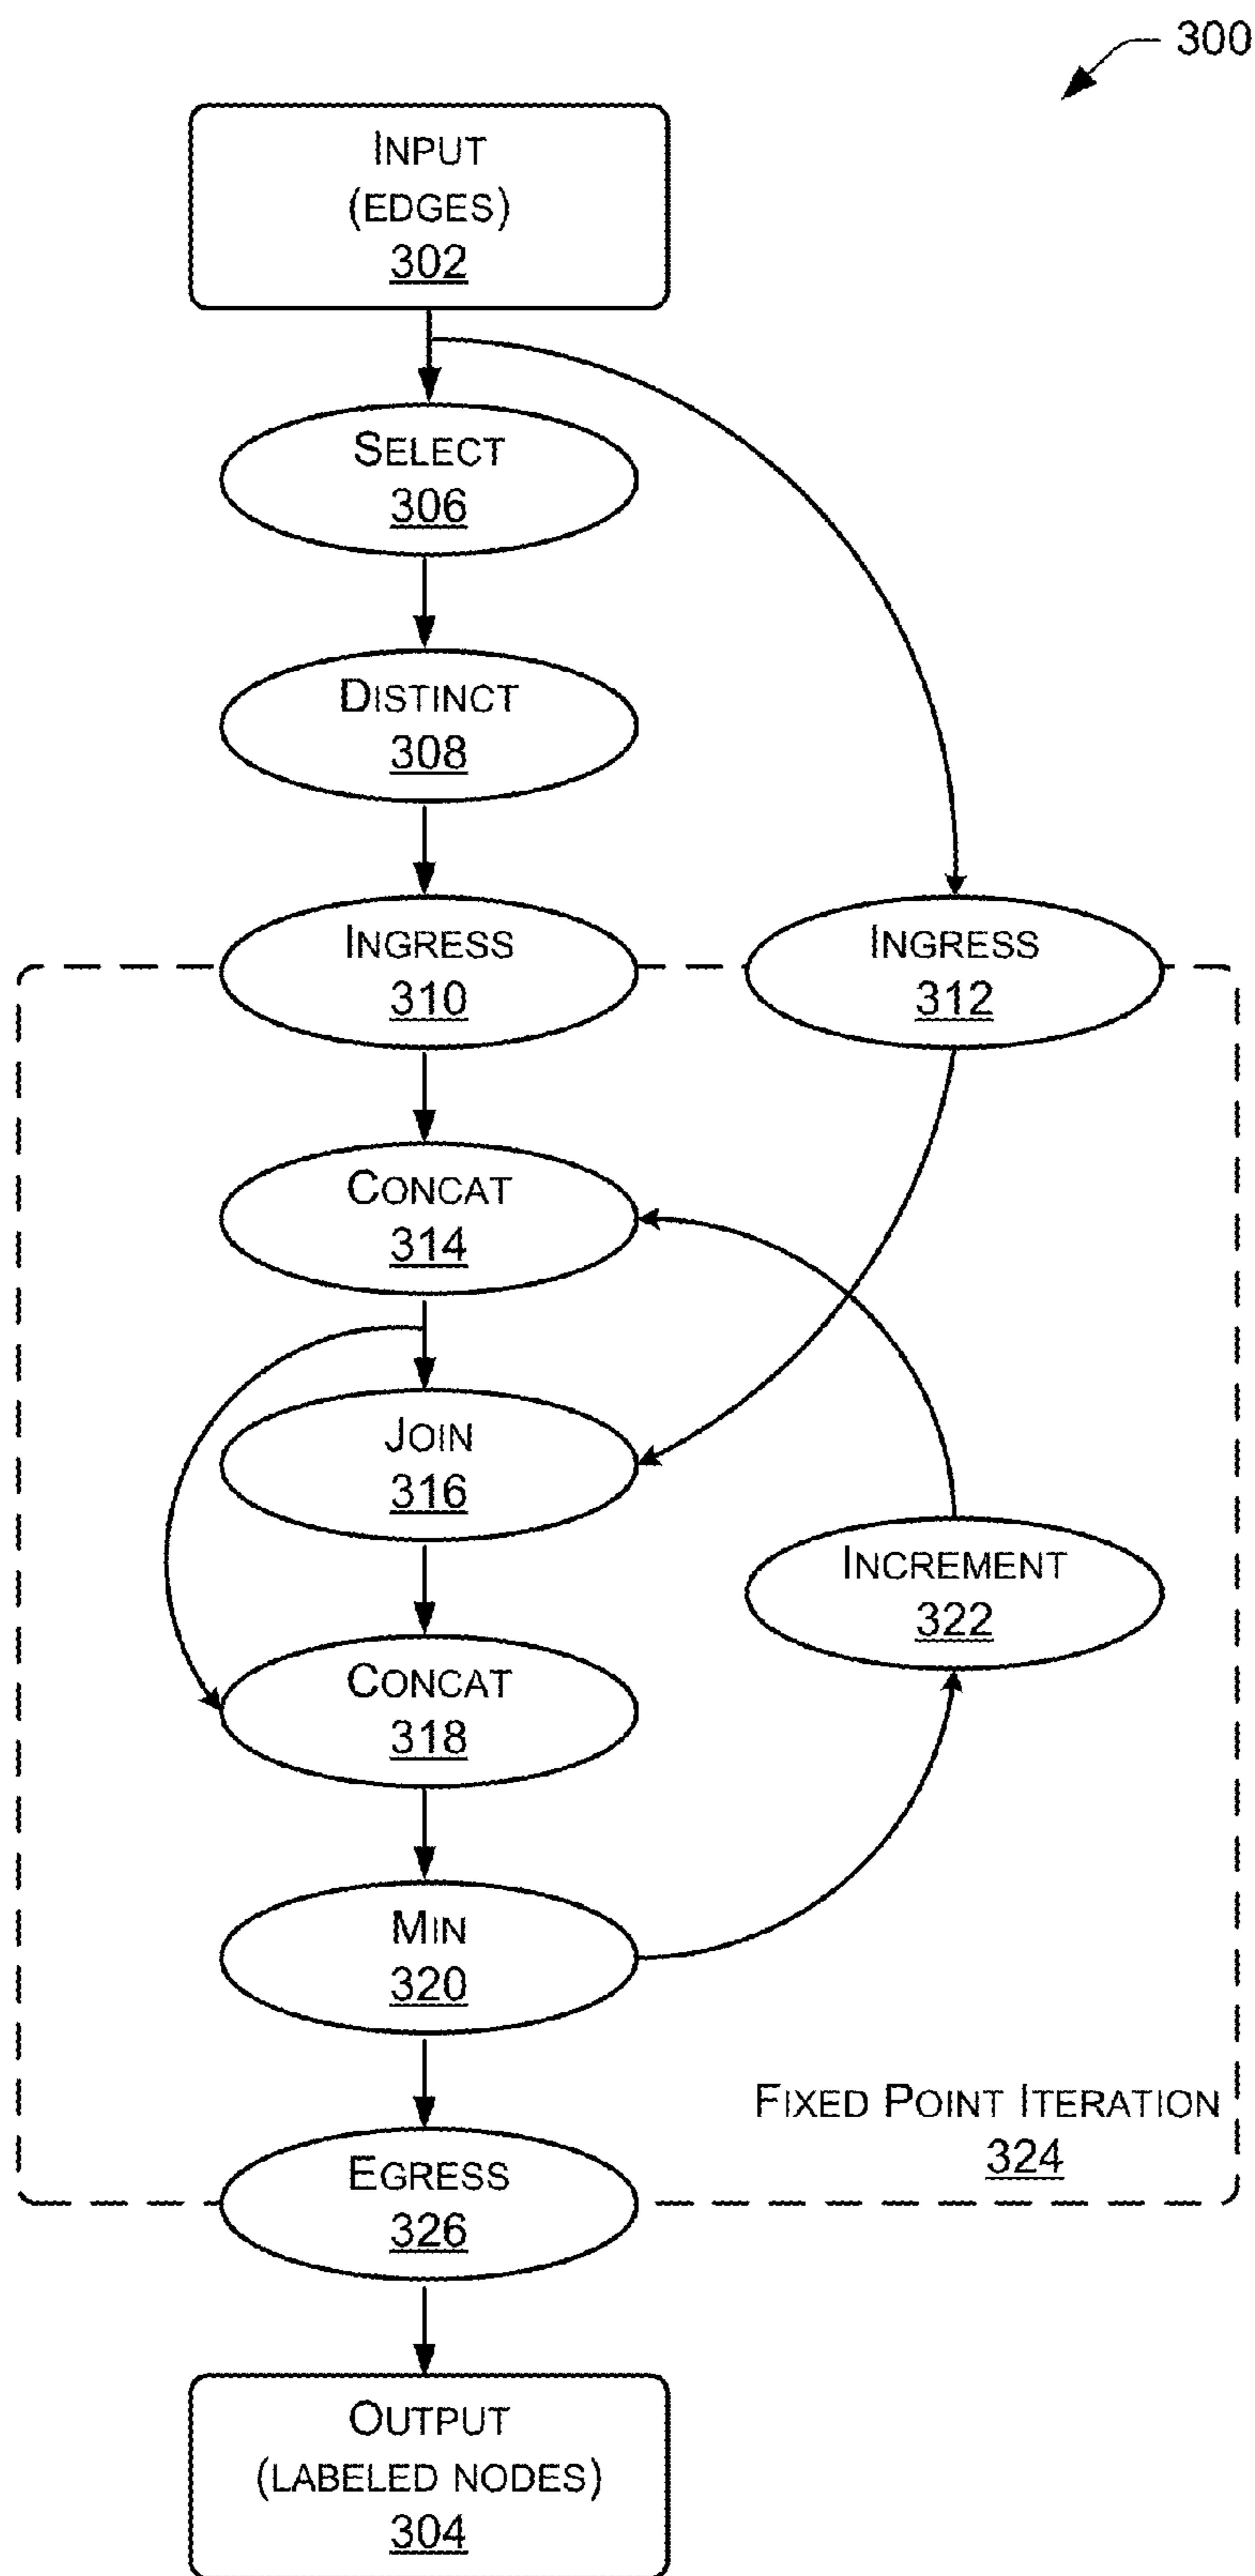 300
INPUT
(EDGES)
302
SELECT
306
DISTINCT
308
INGRESS
310
INGRESS
312
CONCAT
314
JOIN
316
INCREMENT
322
CONCAT
318
MIN
320
FIXED POINT ITERATION
324
EGRESS
326
OUTPUT
(LABELED NODES)
304